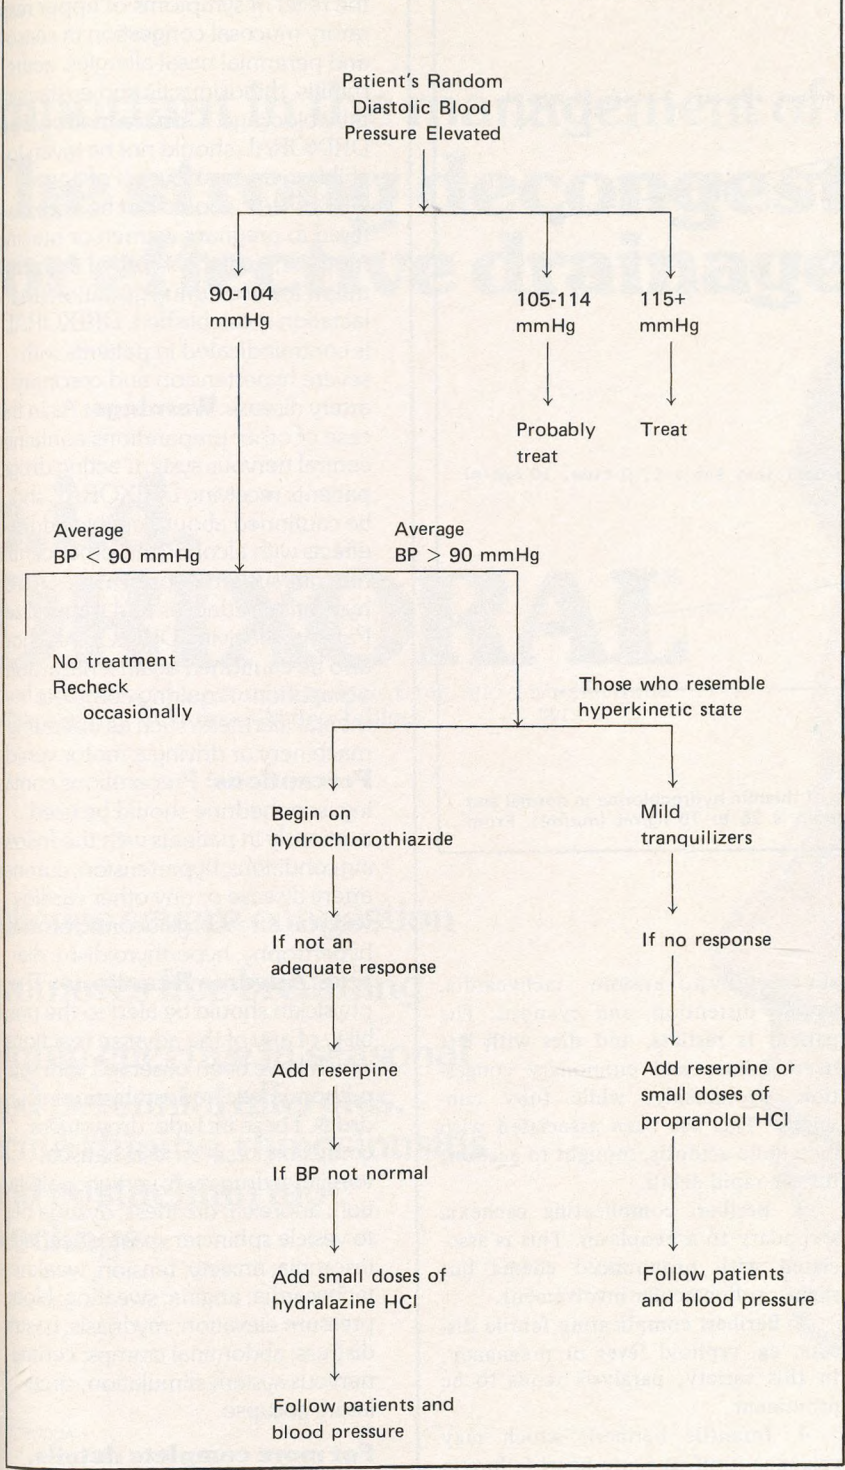 Patient's Random
Diastolic Blood
Pressure Elevated
90-104
mmHg
105-114
mmHg
115+
mmHg
Probably
treat
Treat
Average
BP < 90 mmHg
Average
BP > 90 mmHg
No treatment
Recheck
occasionally
Those who resemble
hyperkinetic state
Begin on
hydrochlorothiazide
Mild
tranquilizers
If not an
adequate response
If no response
Add reserpine
Add reserpine or
small doses of
propranolol HCl
If BP not normal
Add small doses of
hydralazine HCl
Follow patients
and blood pressure
Follow patients and
blood pressure